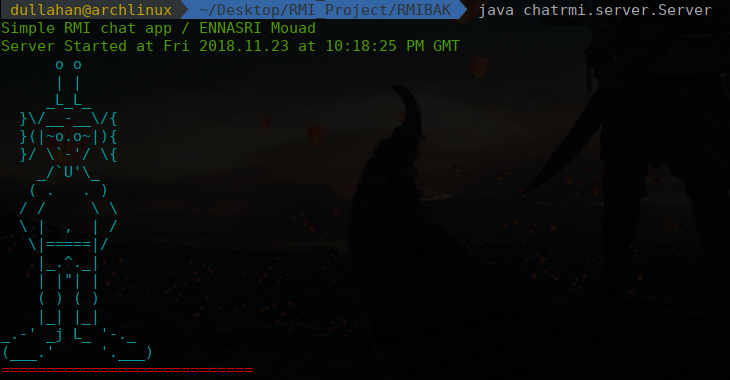 dullahan@archlinux ~/Desktop/RMI_Project/RMIBAK java chatrmi.server.Server
Simple RMI chat app / ENNASRI Mouad
Server Started at Fri 2018.11.23 at 10:18:25 PM GMT
      o o
      | |
     _L_L_
  }\/__-__\/{
  }(|~o.o~|){
  }/ \`-'/ \{
    _/`U'\_
   ( .   . )
  / /     \ \
  \ |  ,  | /
   \|=====|/
    |_.^._|
    | |"| |
    ( ) ( )
    |_| |_|
_.-' _j L_ '-._
(___.'     '.___)
============================